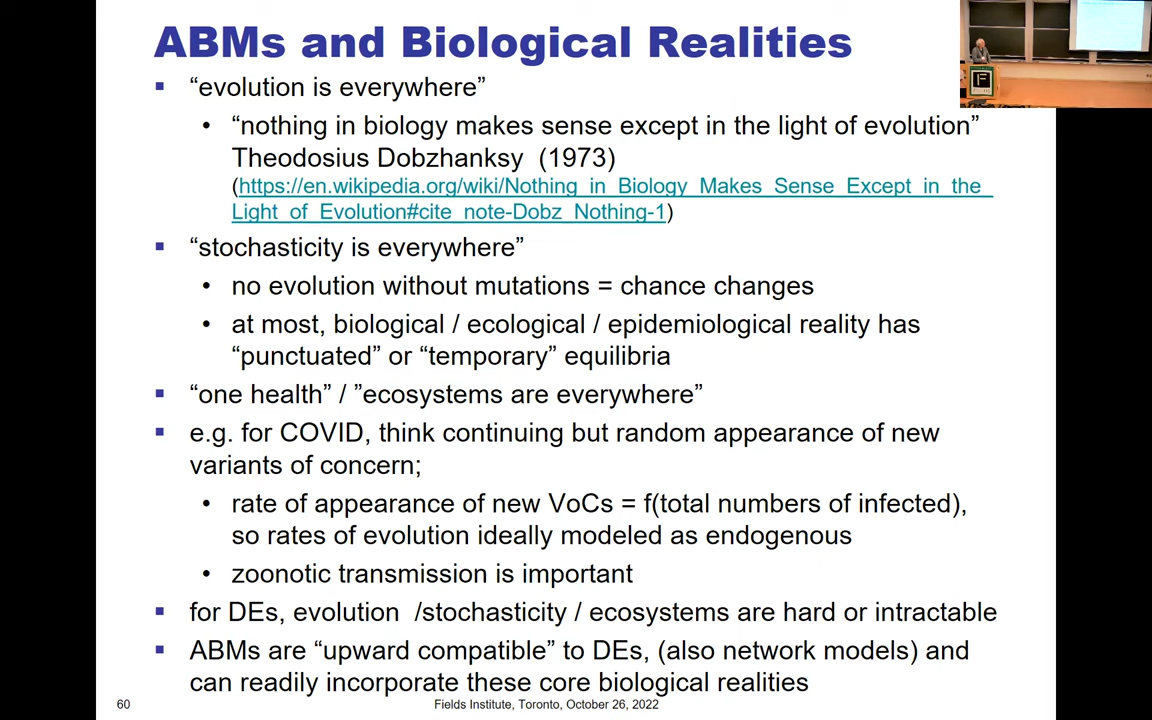 ABMs and Biological Realities
“evolution is everywhere”
“nothing in biology makes sense except in the light of evolution”
Theodosius Dobzhanksy (1973)
(https://en.wikipedia.org/wiki/Nothing_in_Biology_Makes_Sense_Except_in_the_
Light_of_Evolution#cite_note-Dobz_Nothing-1)
“stochasticity is everywhere”
no evolution without mutations = chance changes
at most, biological / ecological / epidemiological reality has
“punctuated” or “temporary” equilibria
“one health” / ”ecosystems are everywhere”
e.g. for COVID, think continuing but random appearance of new
variants of concern;
rate of appearance of new VoCs = f(total numbers of infected),
so rates of evolution ideally modeled as endogenous
zoonotic transmission is important
for DEs, evolution /stochasticity / ecosystems are hard or intractable
ABMs are “upward compatible” to DEs, (also network models) and
can readily incorporate these core biological realities
60
Fields Institute, Toronto, October 26, 2022